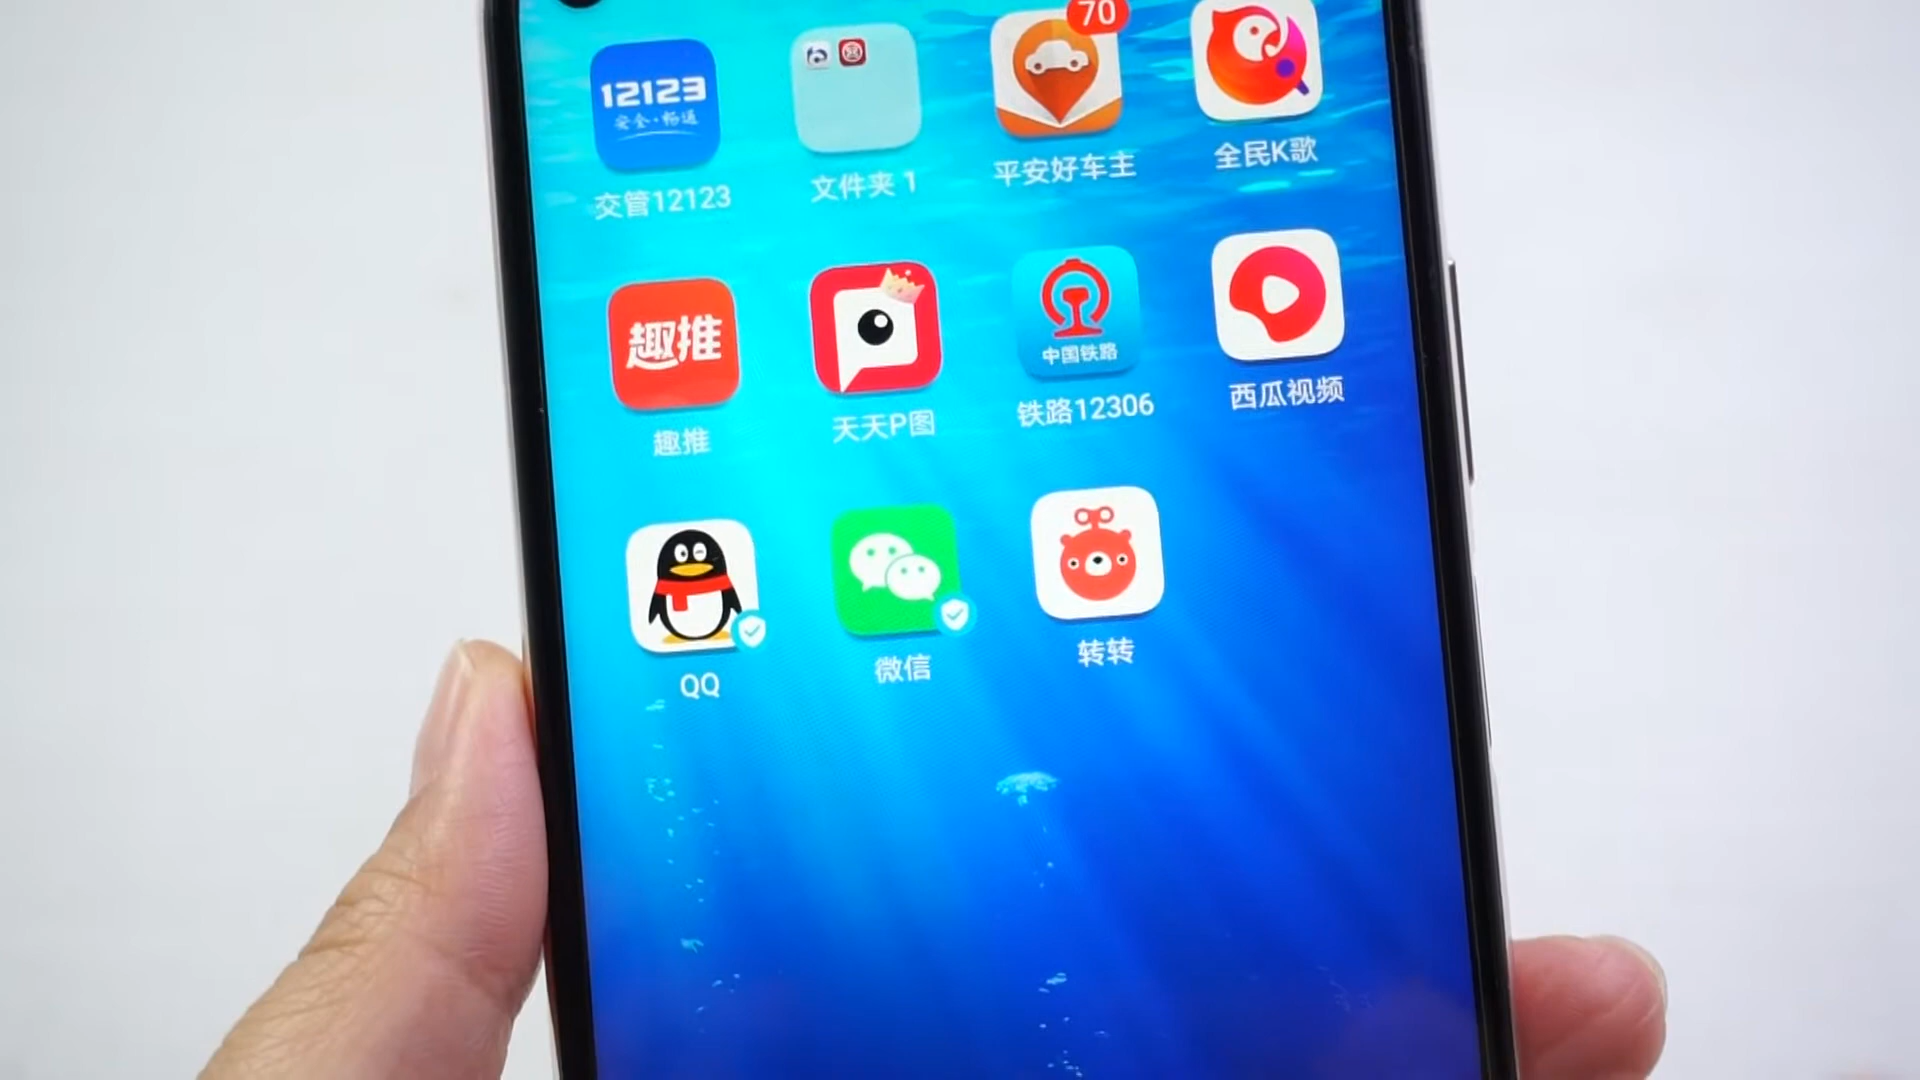 70
12123
安全·畅通
交管12123
文件夹 1
平安好车主
全民K歌
趣推
中国铁路
趣推
天天P图
铁路12306
西瓜视频
QQ
微信
转转